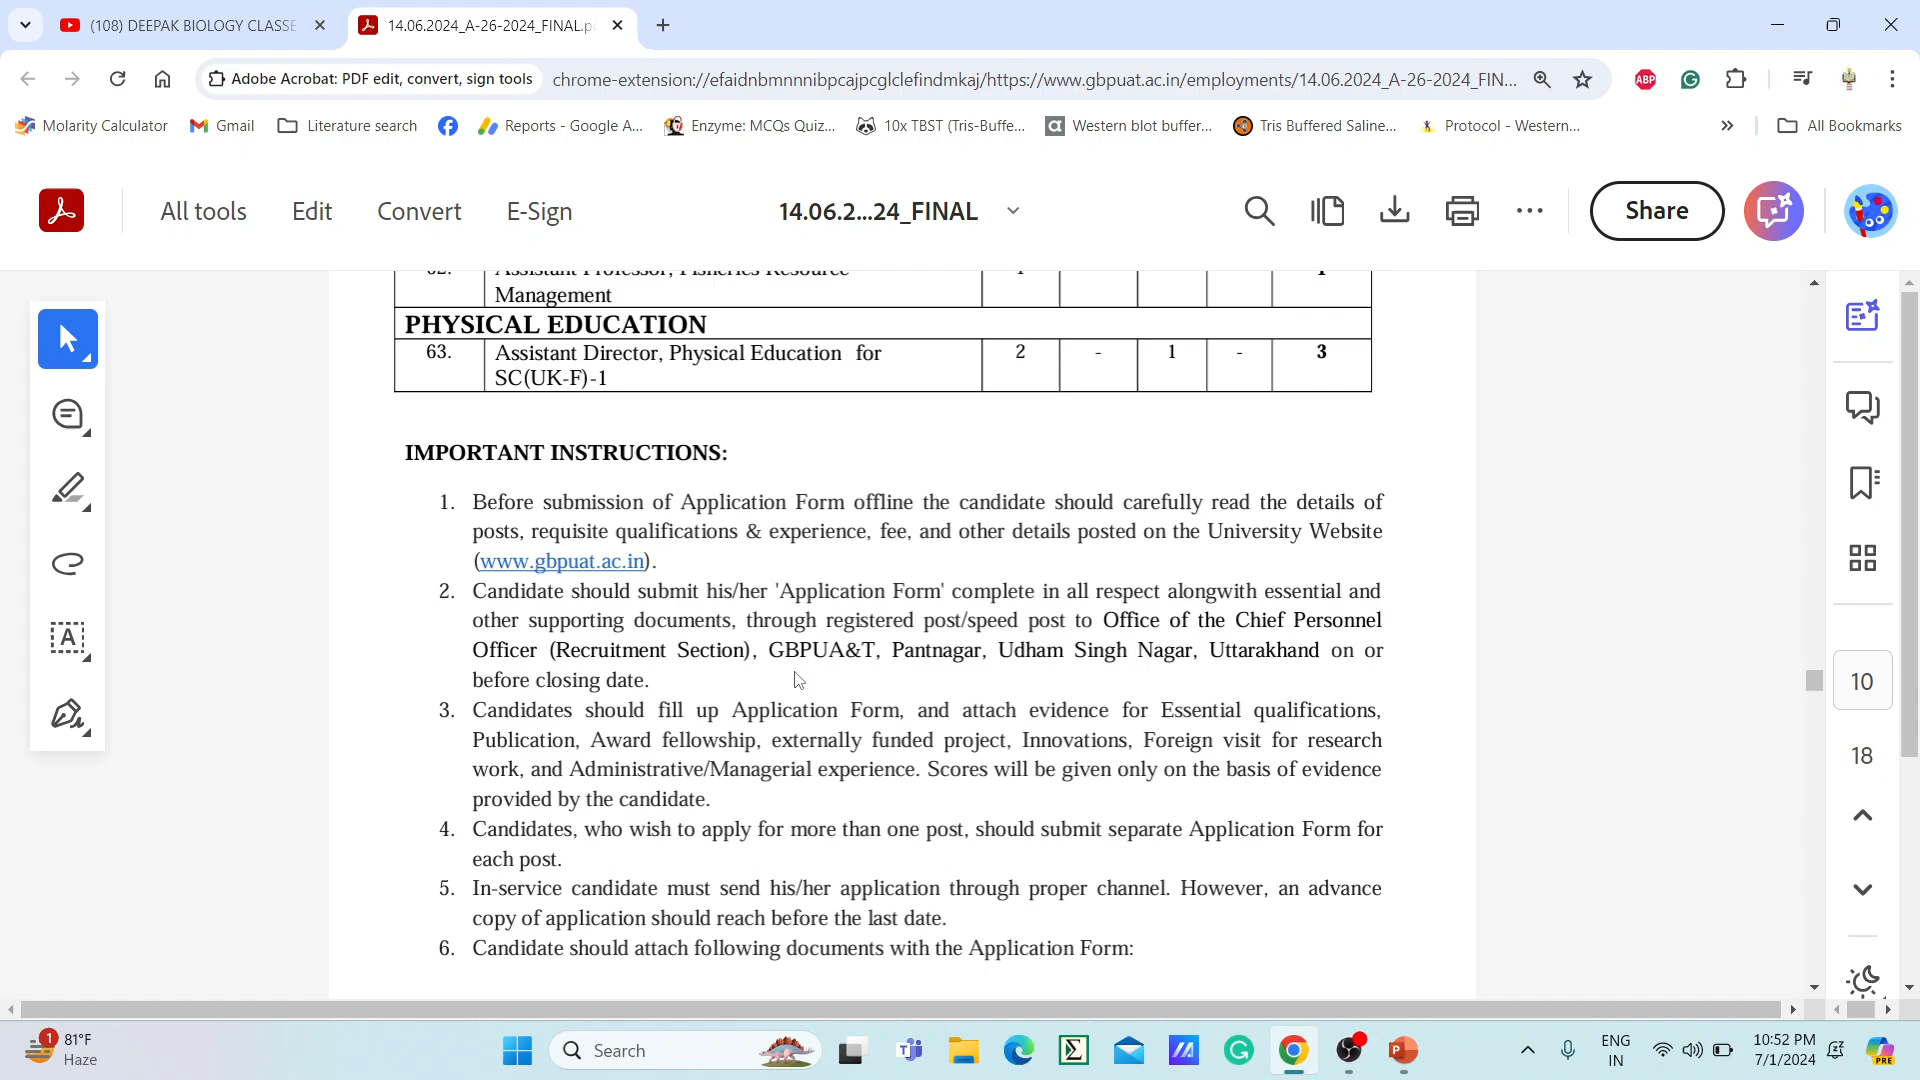 (108) DEEPAK BIOLOGY CLASSE
14.06.2024_A-26-2024_FINAL.p
Adobe Acrobat: PDF edit, convert, sign tools
chrome-extension://efaidnbmnnnibpcajpcglclefindmkaj/https://www.gbpuat.ac.in/employments/14.06.2024_A-26-2024_FIN...
ABP
Molarity Calculator
Gmail
Literature search
Reports - Google A...
Enzyme: MCQs Quiz...
10x TBST (Tris-Buffe...
Western blot buffer...
Tris Buffered Saline...
Protocol - Western...
All Bookmarks
All tools
Edit
Convert
E-Sign
14.06.2...24_FINAL
Share
62. Assistant Professor, Fisheries Resource 1 1
Management
PHYSICAL EDUCATION
63. Assistant Director, Physical Education for 2 - 1 - 3
SC(UK-F)-1
IMPORTANT INSTRUCTIONS:
1. Before submission of Application Form offline the candidate should carefully read the details of
posts, requisite qualifications & experience, fee, and other details posted on the University Website
(www.gbpuat.ac.in).
2. Candidate should submit his/her 'Application Form' complete in all respect alongwith essential and
other supporting documents, through registered post/speed post to Office of the Chief Personnel
Officer (Recruitment Section), GBPUA&T, Pantnagar, Udham Singh Nagar, Uttarakhand on or
before closing date.
3. Candidates should fill up Application Form, and attach evidence for Essential qualifications,
Publication, Award fellowship, externally funded project, Innovations, Foreign visit for research
work, and Administrative/Managerial experience. Scores will be given only on the basis of evidence
provided by the candidate.
4. Candidates, who wish to apply for more than one post, should submit separate Application Form for
each post.
5. In-service candidate must send his/her application through proper channel. However, an advance
copy of application should reach before the last date.
6. Candidate should attach following documents with the Application Form:
10
18
1
81°F
Haze
Search
ENG
IN
10:52 PM
7/1/2024
PRE